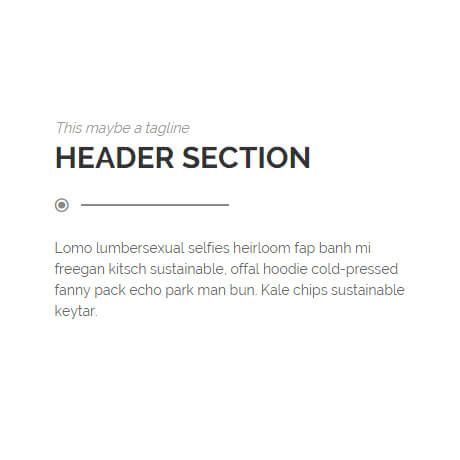 This maybe a tagline
HEADER SECTION
Lomo lumbersexual selfies heirloom fap banh mi
freegan kitsch sustainable, offal hoodie cold-pressed
fanny pack echo park man bun. Kale chips sustainable
keytar.